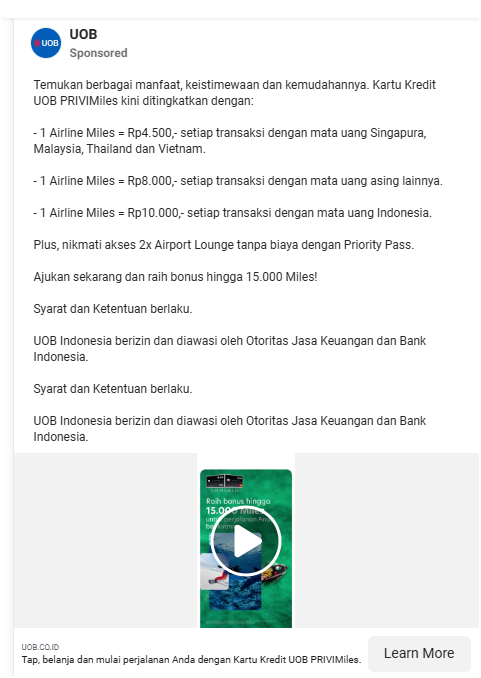 UOB
UOB
Sponsored
Temukan berbagai manfaat, keistimewaan dan kemudahannya. Kartu Kredit
UOB PRIVIMiles kini ditingkatkan dengan:
- 1 Airline Miles = Rp4.500,- setiap transaksi dengan mata uang Singapura,
Malaysia, Thailand dan Vietnam.
- 1 Airline Miles = Rp8.000,- setiap transaksi dengan mata uang asing lainnya.
- 1 Airline Miles = Rp10.000,- setiap transaksi dengan mata uang Indonesia.
Plus, nikmati akses 2x Airport Lounge tanpa biaya dengan Priority Pass.
Ajukan sekarang dan raih bonus hingga 15.000 Miles!
Syarat dan Ketentuan berlaku.
UOB Indonesia berizin dan diawasi oleh Otoritas Jasa Keuangan dan Bank
Indonesia.
Syarat dan Ketentuan berlaku.
UOB Indonesia berizin dan diawasi oleh Otoritas Jasa Keuangan dan Bank
Indonesia.
Raih bonus hingga
15.000 Miles
untuk perjalanan Anda
UOB.CO.ID
Tap, belanja dan mulai perjalanan Anda dengan Kartu Kredit UOB PRIVIMiles.
Learn More